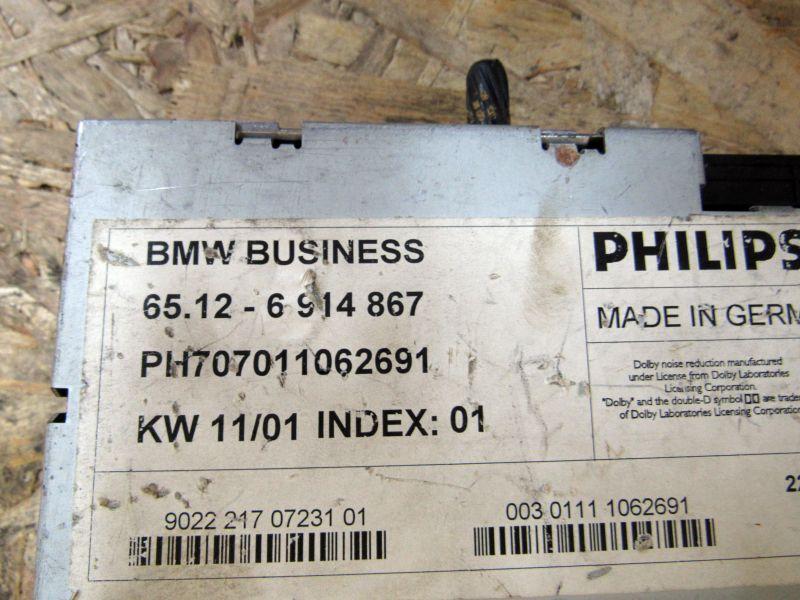 BMW BUSINESS
65.12 - 6 914 867
PH707011062691
KW 11/01 INDEX: 01
PHILIPS
MADE IN GERM
Dolby noise reduction manufactured
under License from Dolby Laboratories
Licensing Corporation.
"Dolby" and the double-D symbol are trade
of Dolby Laboratories Licensing Corporation
22
9022 217 07231 01
003 0111 1062691